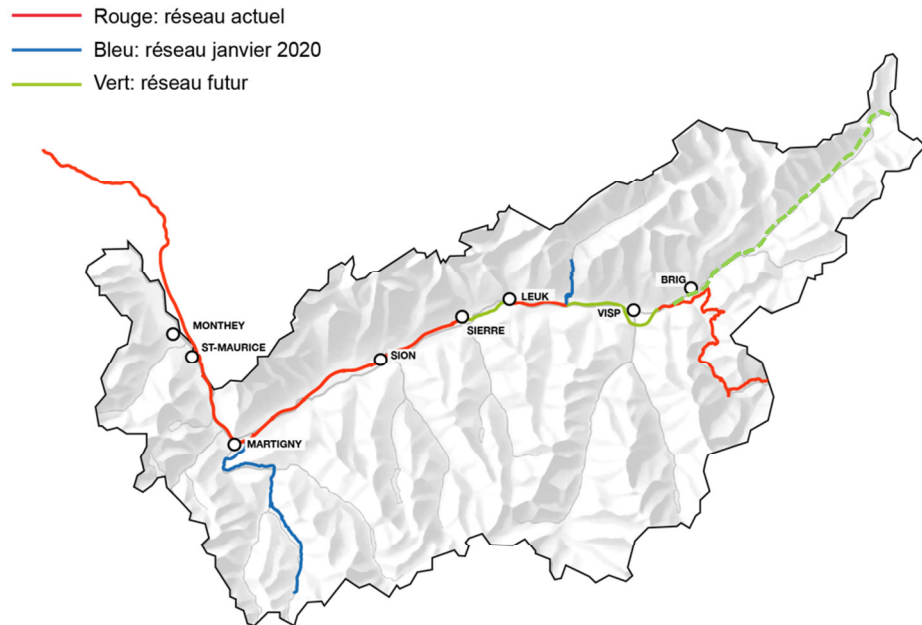 Rouge: réseau actuel
Bleu: réseau janvier 2020
Vert: réseau futur
BRIG
LEUK
VISP
SIERRE
MONTHEY
ST-MAURICE
SION
MARTIGNY